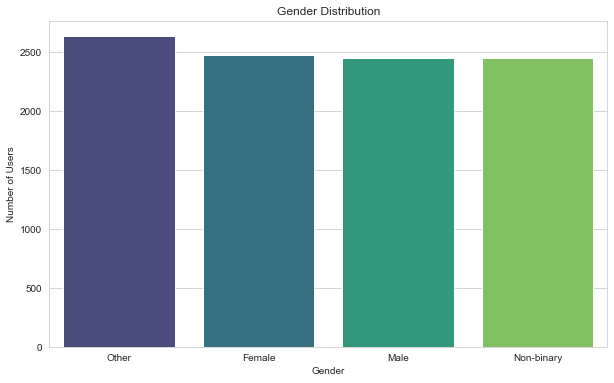 Gender Distribution
Number of Users
2500
2000
1500
1000
500
0
Other Female Male Non-binary
Gender